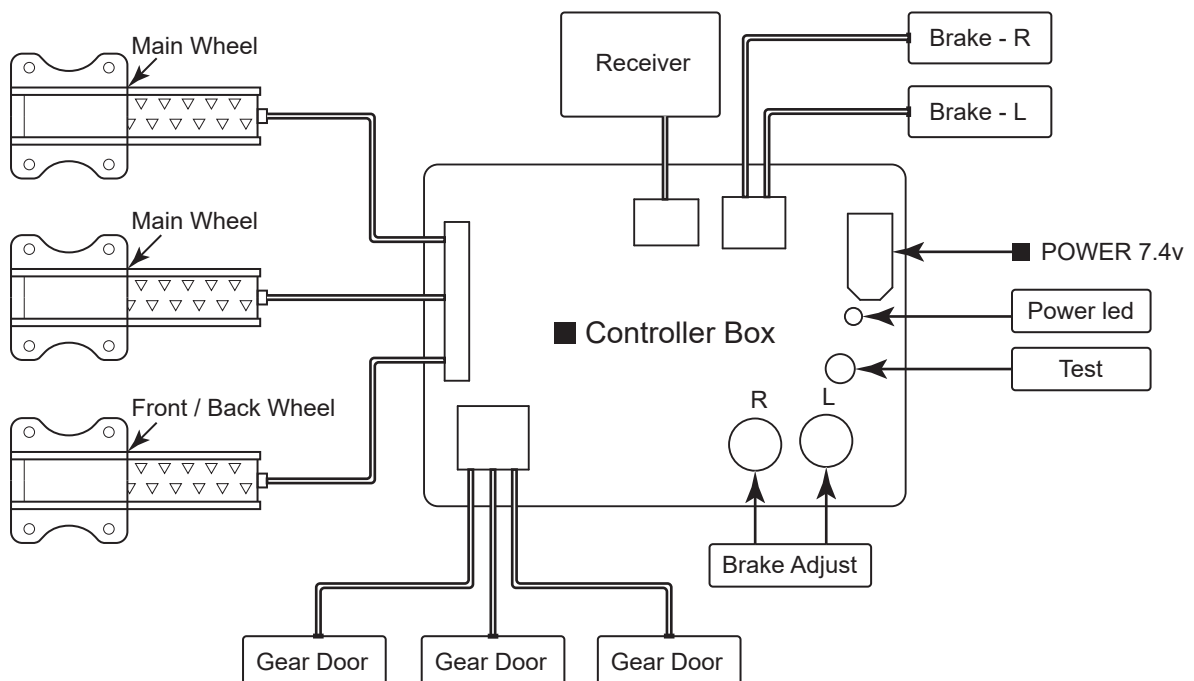 Main Wheel
Receiver
Brake - R
Brake - L
Main Wheel
POWER 7.4v
Power led
Controller Box
Test
R
L
Front / Back Wheel
Brake Adjust
Gear Door
Gear Door
Gear Door